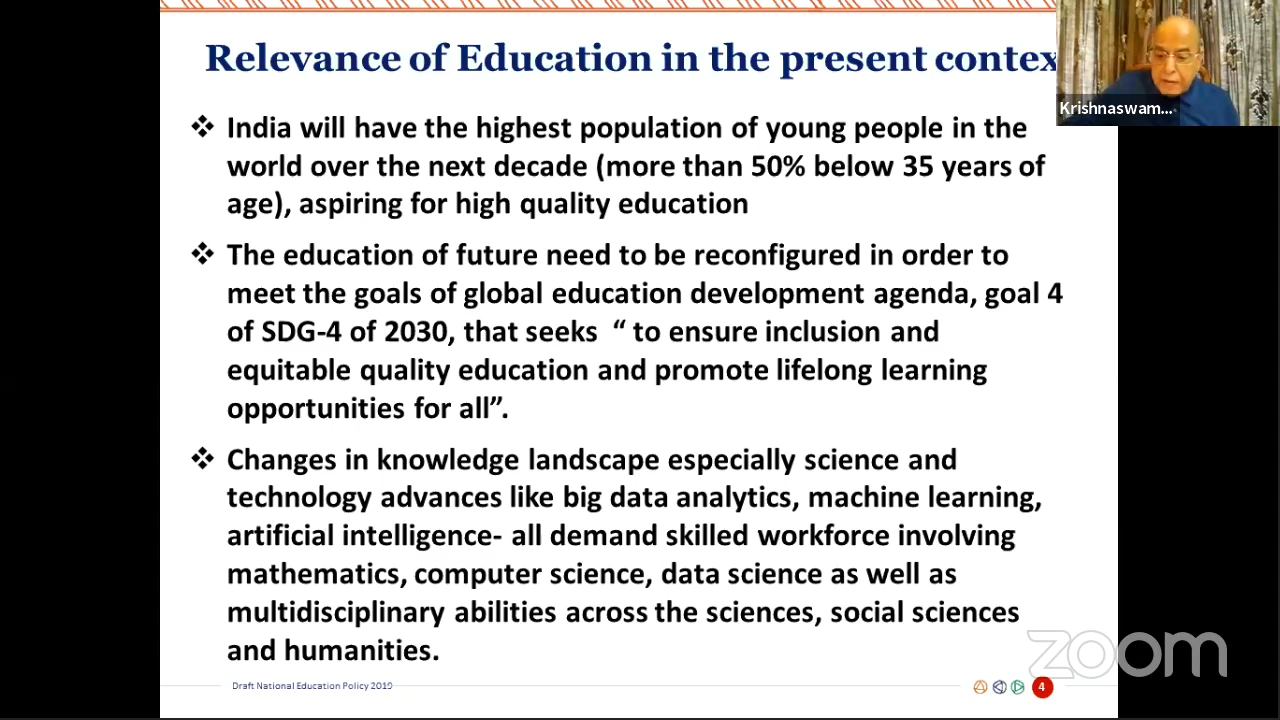 Relevance of Education in the present contex
Krishnaswam...
❖ India will have the highest population of young people in the
world over the next decade (more than 50% below 35 years of
age), aspiring for high quality education
❖ The education of future need to be reconfigured in order to
meet the goals of global education development agenda, goal 4
of SDG-4 of 2030, that seeks “ to ensure inclusion and
equitable quality education and promote lifelong learning
opportunities for all”.
❖ Changes in knowledge landscape especially science and
technology advances like big data analytics, machine learning,
artificial intelligence- all demand skilled workforce involving
mathematics, computer science, data science as well as
multidisciplinary abilities across the sciences, social sciences
and humanities.
zoom
Draft National Education Policy 2019
4